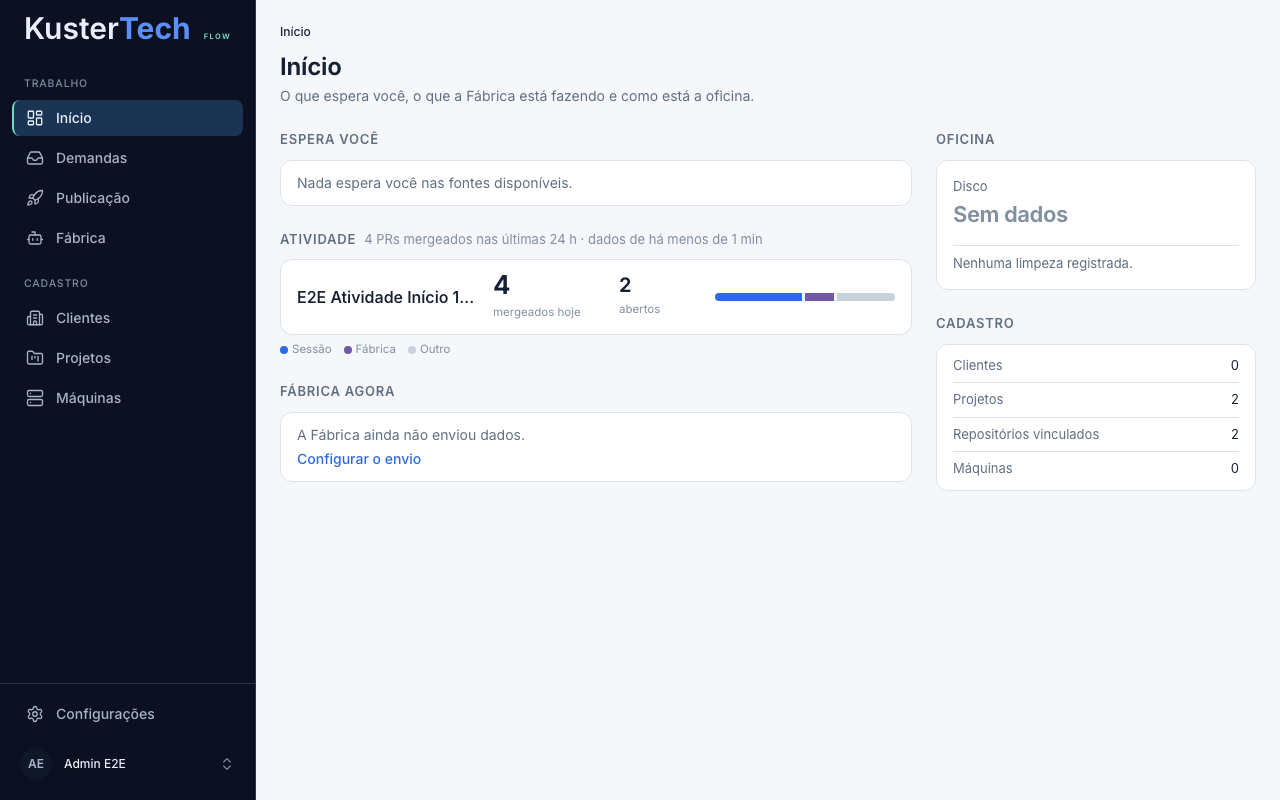 KusterTech FLOW
TRABALHO
Início
Demandas
Publicação
Fábrica
CADASTRO
Clientes
Projetos
Máquinas
Configurações
AE Admin E2E
Início
Início
O que espera você, o que a Fábrica está fazendo e como está a oficina.
ESPERA VOCÊ
Nada espera você nas fontes disponíveis.
ATIVIDADE 4 PRs mergeados nas últimas 24 h · dados de há menos de 1 min
E2E Atividade Início 1...
4
mergeados hoje
2
abertos
Sessão Fábrica Outro
FÁBRICA AGORA
A Fábrica ainda não enviou dados.
Configurar o envio
OFICINA
Disco
Sem dados
Nenhuma limpeza registrada.
CADASTRO
Clientes 0
Projetos 2
Repositórios vinculados 2
Máquinas 0